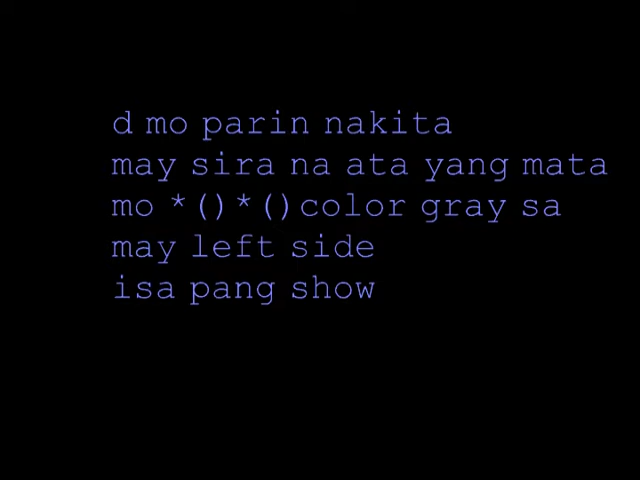 d mo parin nakita
may sira na ata yang mata
mo *()*()color gray sa
may left side
isa pang show